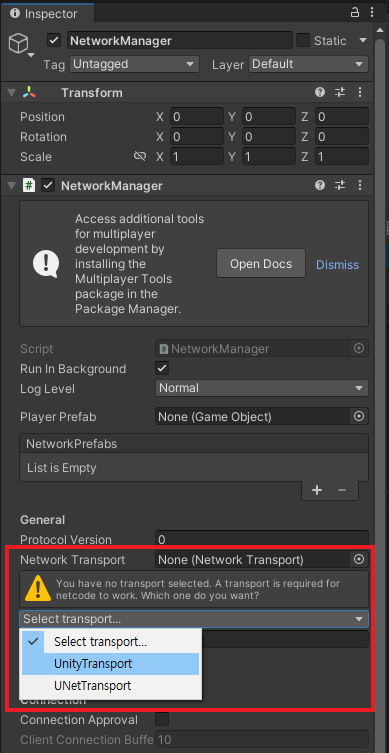 Inspector
NetworkManager Static
Tag Untagged Layer Default
Transform
Position X 0 Y 0 Z 0
Rotation X 0 Y 0 Z 0
Scale X 1 Y 1 Z 1
NetworkManager
Access additional tools
for multiplayer
development by
installing the
Multiplayer Tools
package in the
Package Manager.
Open Docs Dismiss
Script # NetworkManager
Run In Background
Log Level Normal
Player Prefab None (Game Object)
NetworkPrefabs
List is Empty
+ −
General
Protocol Version 0
Network Transport None (Network Transport)
You have no transport selected. A transport is required for
netcode to work. Which one do you want?
Select transport...
Select transport...
UnityTransport
UNetTransport
Connection
Connection Approval
Client Connection Buffe 10